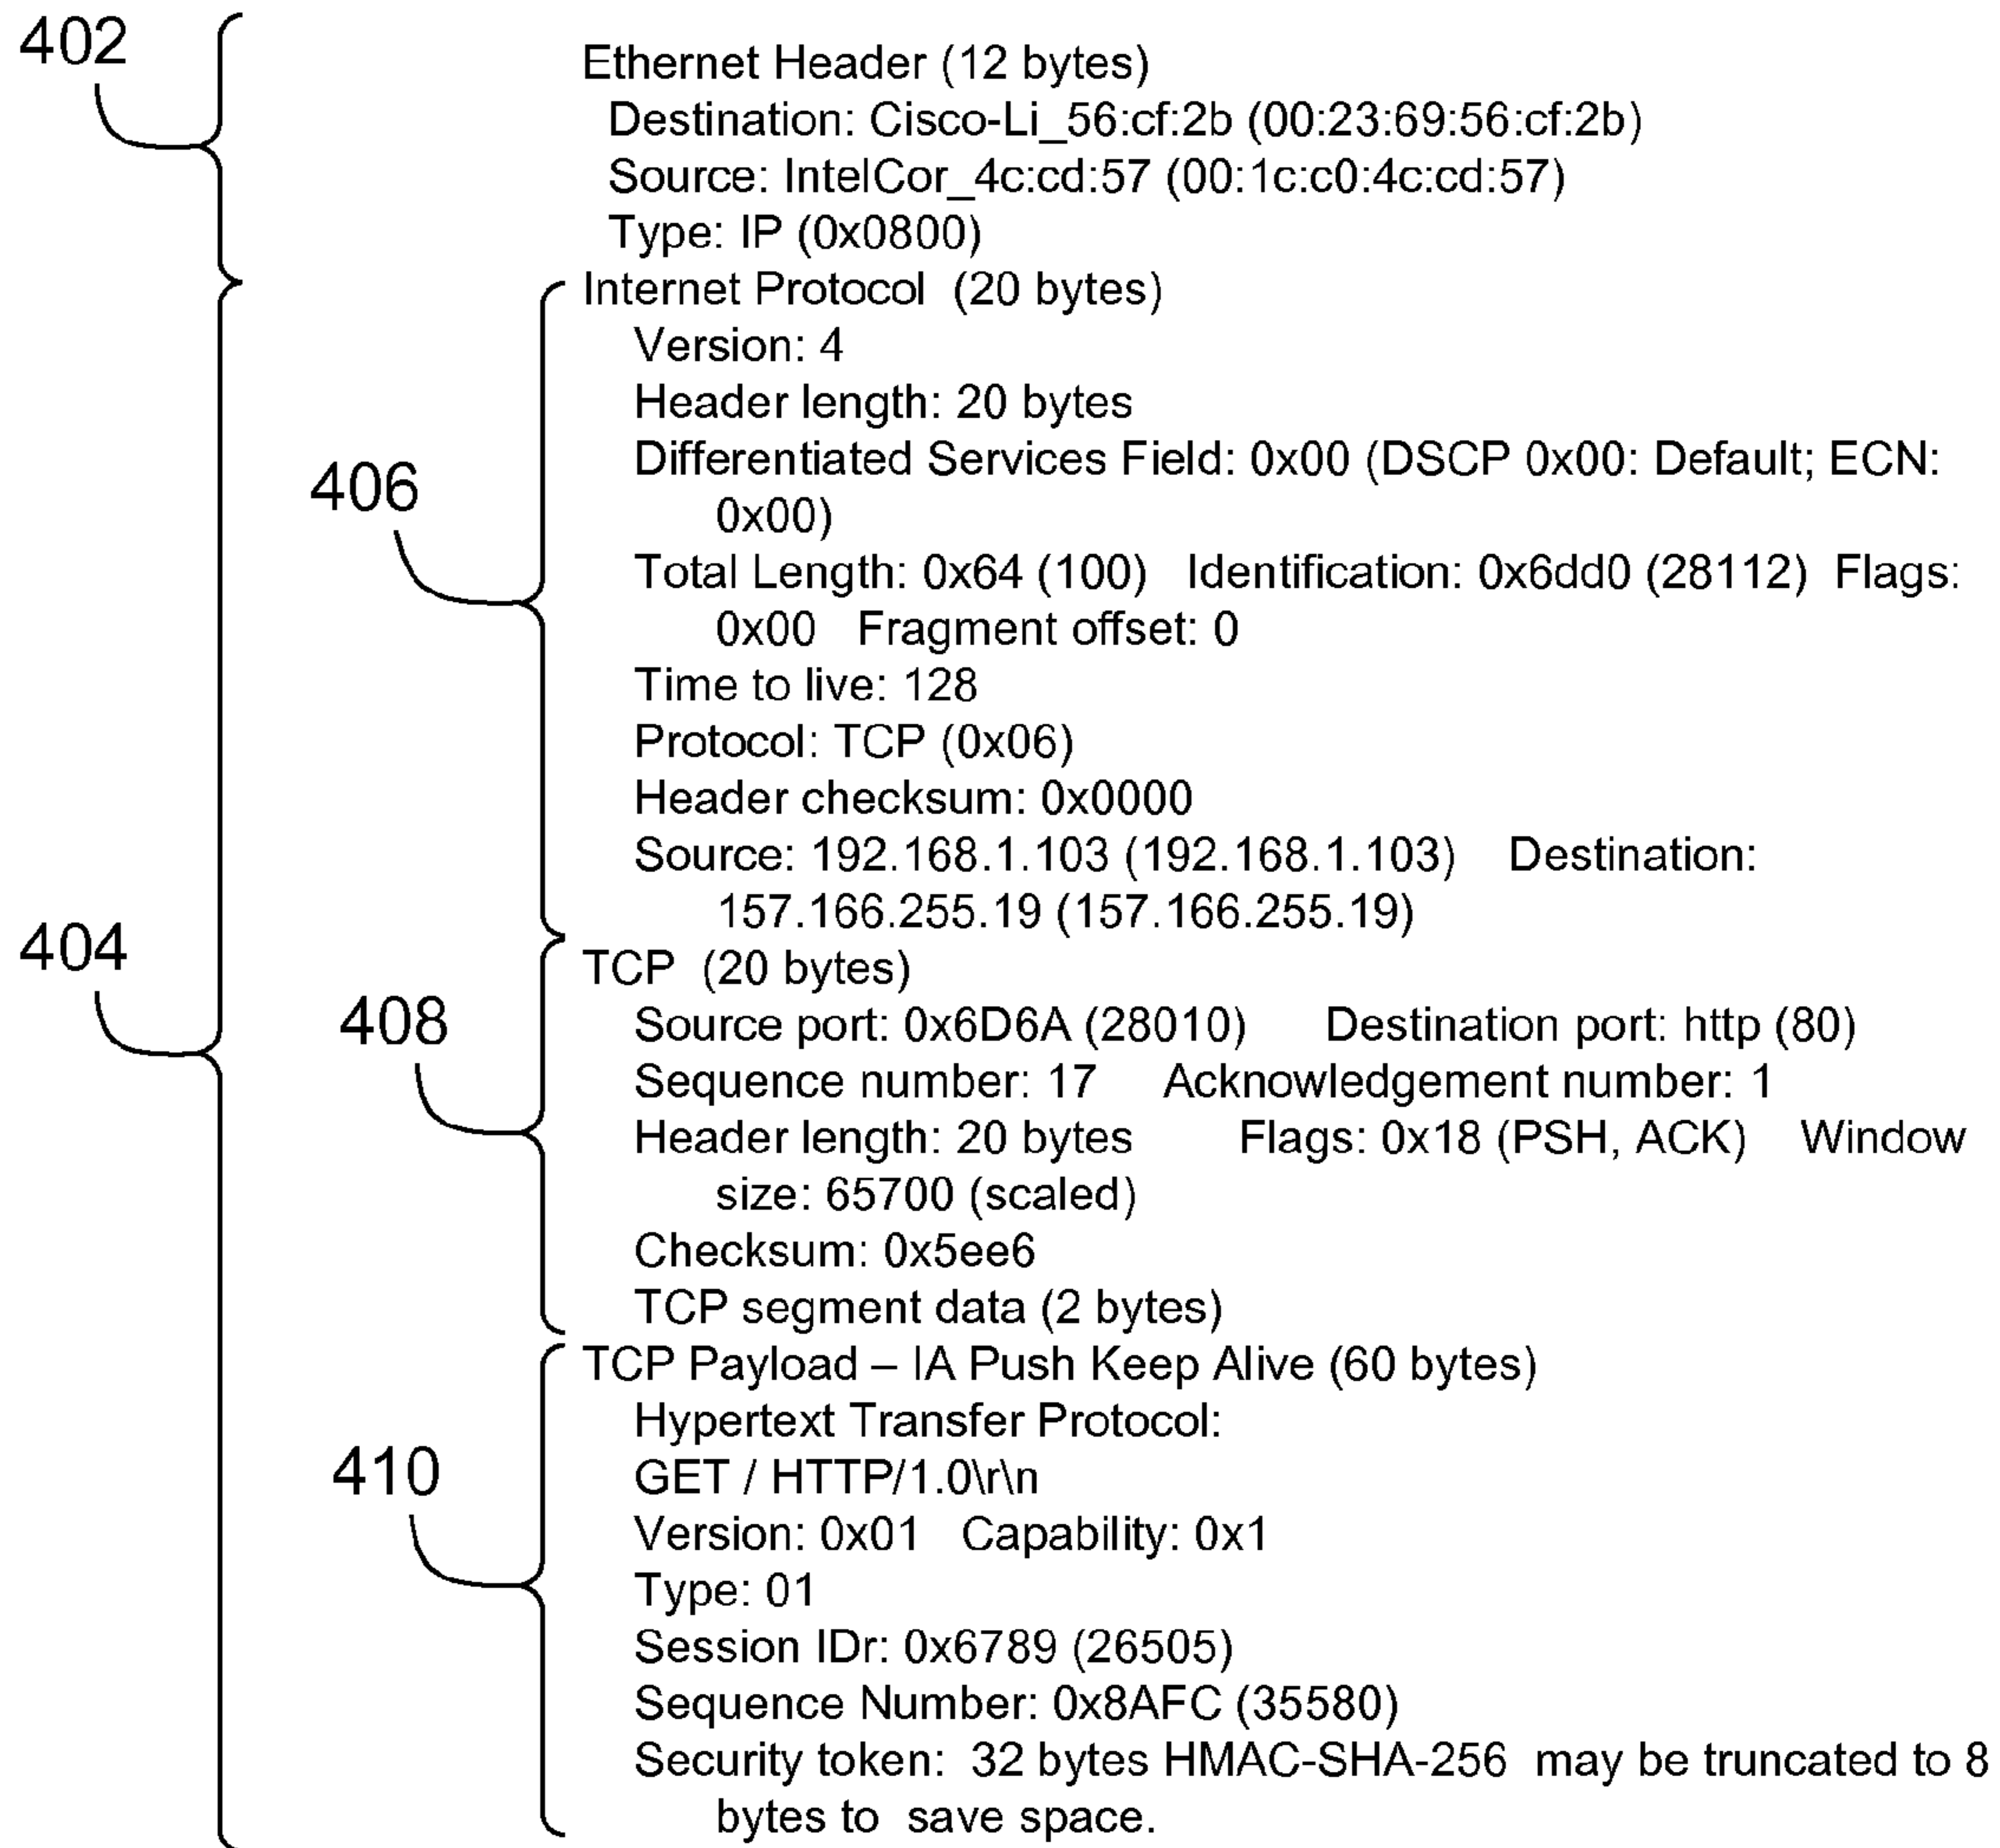 402
Ethernet Header (12 bytes)
Destination: Cisco-Li_56:cf:2b (00:23:69:56:cf:2b)
Source: IntelCor_4c:cd:57 (00:1c:c0:4c:cd:57)
Type: IP (0x0800)
Internet Protocol (20 bytes)
Version: 4
Header length: 20 bytes
406
Differentiated Services Field: 0x00 (DSCP 0x00: Default; ECN:
0x00)
Total Length: 0x64 (100) Identification: 0x6dd0 (28112) Flags:
0x00 Fragment offset: 0
Time to live: 128
Protocol: TCP (0x06)
Header checksum: 0x0000
Source: 192.168.1.103 (192.168.1.103) Destination:
157.166.255.19 (157.166.255.19)
404
TCP (20 bytes)
408
Source port: 0x6D6A (28010) Destination port: http (80)
Sequence number: 17 Acknowledgement number: 1
Header length: 20 bytes Flags: 0x18 (PSH, ACK) Window
size: 65700 (scaled)
Checksum: 0x5ee6
TCP segment data (2 bytes)
TCP Payload – IA Push Keep Alive (60 bytes)
Hypertext Transfer Protocol:
410
GET / HTTP/1.0\r\n
Version: 0x01 Capability: 0x1
Type: 01
Session IDr: 0x6789 (26505)
Sequence Number: 0x8AFC (35580)
Security token: 32 bytes HMAC-SHA-256 may be truncated to 8
bytes to save space.